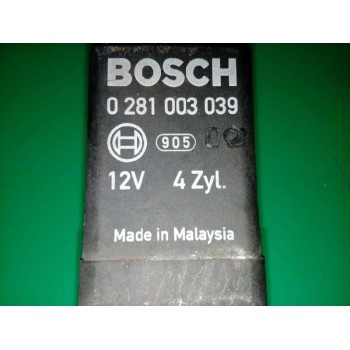 BOSCH
0 281 003 039
905
12V 4 Zyl.
Made in Malaysia